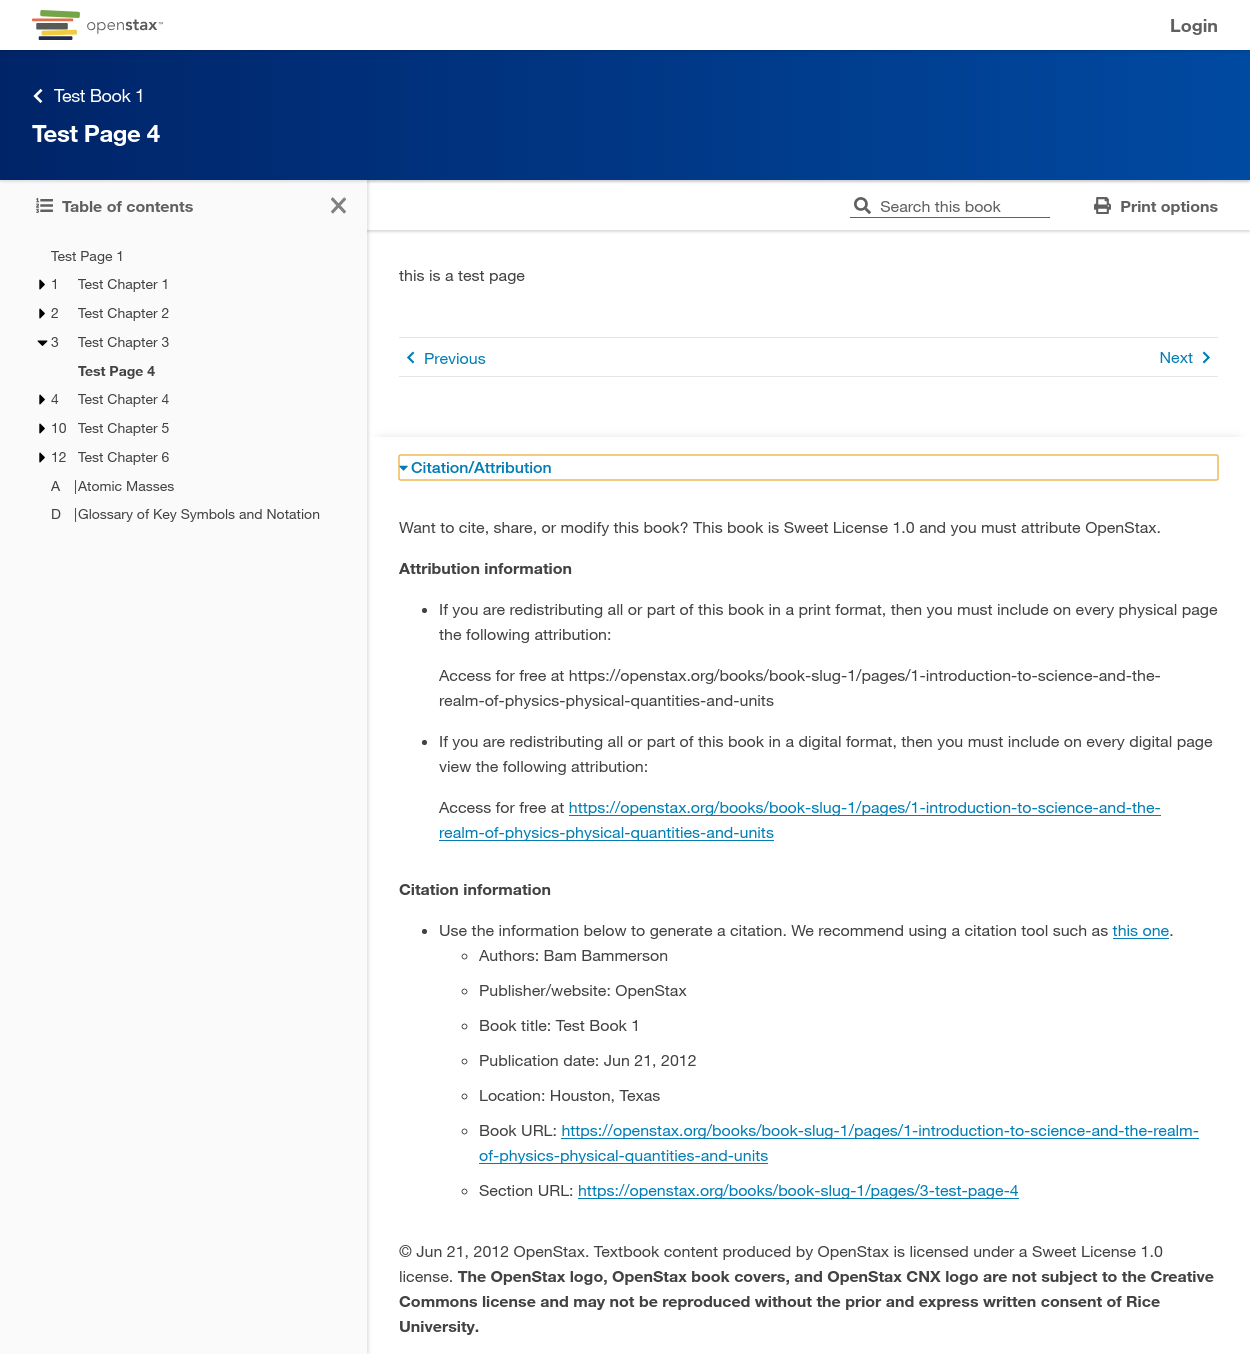 openstax™
Login
Test Book 1
Test Page 4
Table of contents
Search this book
Print options
Test Page 1
1 Test Chapter 1
2 Test Chapter 2
3 Test Chapter 3
Test Page 4
4 Test Chapter 4
10 Test Chapter 5
12 Test Chapter 6
A |Atomic Masses
D |Glossary of Key Symbols and Notation
this is a test page
Previous
Next
Citation/Attribution
Want to cite, share, or modify this book? This book is Sweet License 1.0 and you must attribute OpenStax.
Attribution information
• If you are redistributing all or part of this book in a print format, then you must include on every physical page
the following attribution:
Access for free at https://openstax.org/books/book-slug-1/pages/1-introduction-to-science-and-the-
realm-of-physics-physical-quantities-and-units
• If you are redistributing all or part of this book in a digital format, then you must include on every digital page
view the following attribution:
Access for free at https://openstax.org/books/book-slug-1/pages/1-introduction-to-science-and-the-
realm-of-physics-physical-quantities-and-units
Citation information
• Use the information below to generate a citation. We recommend using a citation tool such as this one.
◦ Authors: Bam Bammerson
◦ Publisher/website: OpenStax
◦ Book title: Test Book 1
◦ Publication date: Jun 21, 2012
◦ Location: Houston, Texas
◦ Book URL: https://openstax.org/books/book-slug-1/pages/1-introduction-to-science-and-the-realm-
of-physics-physical-quantities-and-units
◦ Section URL: https://openstax.org/books/book-slug-1/pages/3-test-page-4
© Jun 21, 2012 OpenStax. Textbook content produced by OpenStax is licensed under a Sweet License 1.0
license. The OpenStax logo, OpenStax book covers, and OpenStax CNX logo are not subject to the Creative
Commons license and may not be reproduced without the prior and express written consent of Rice
University.